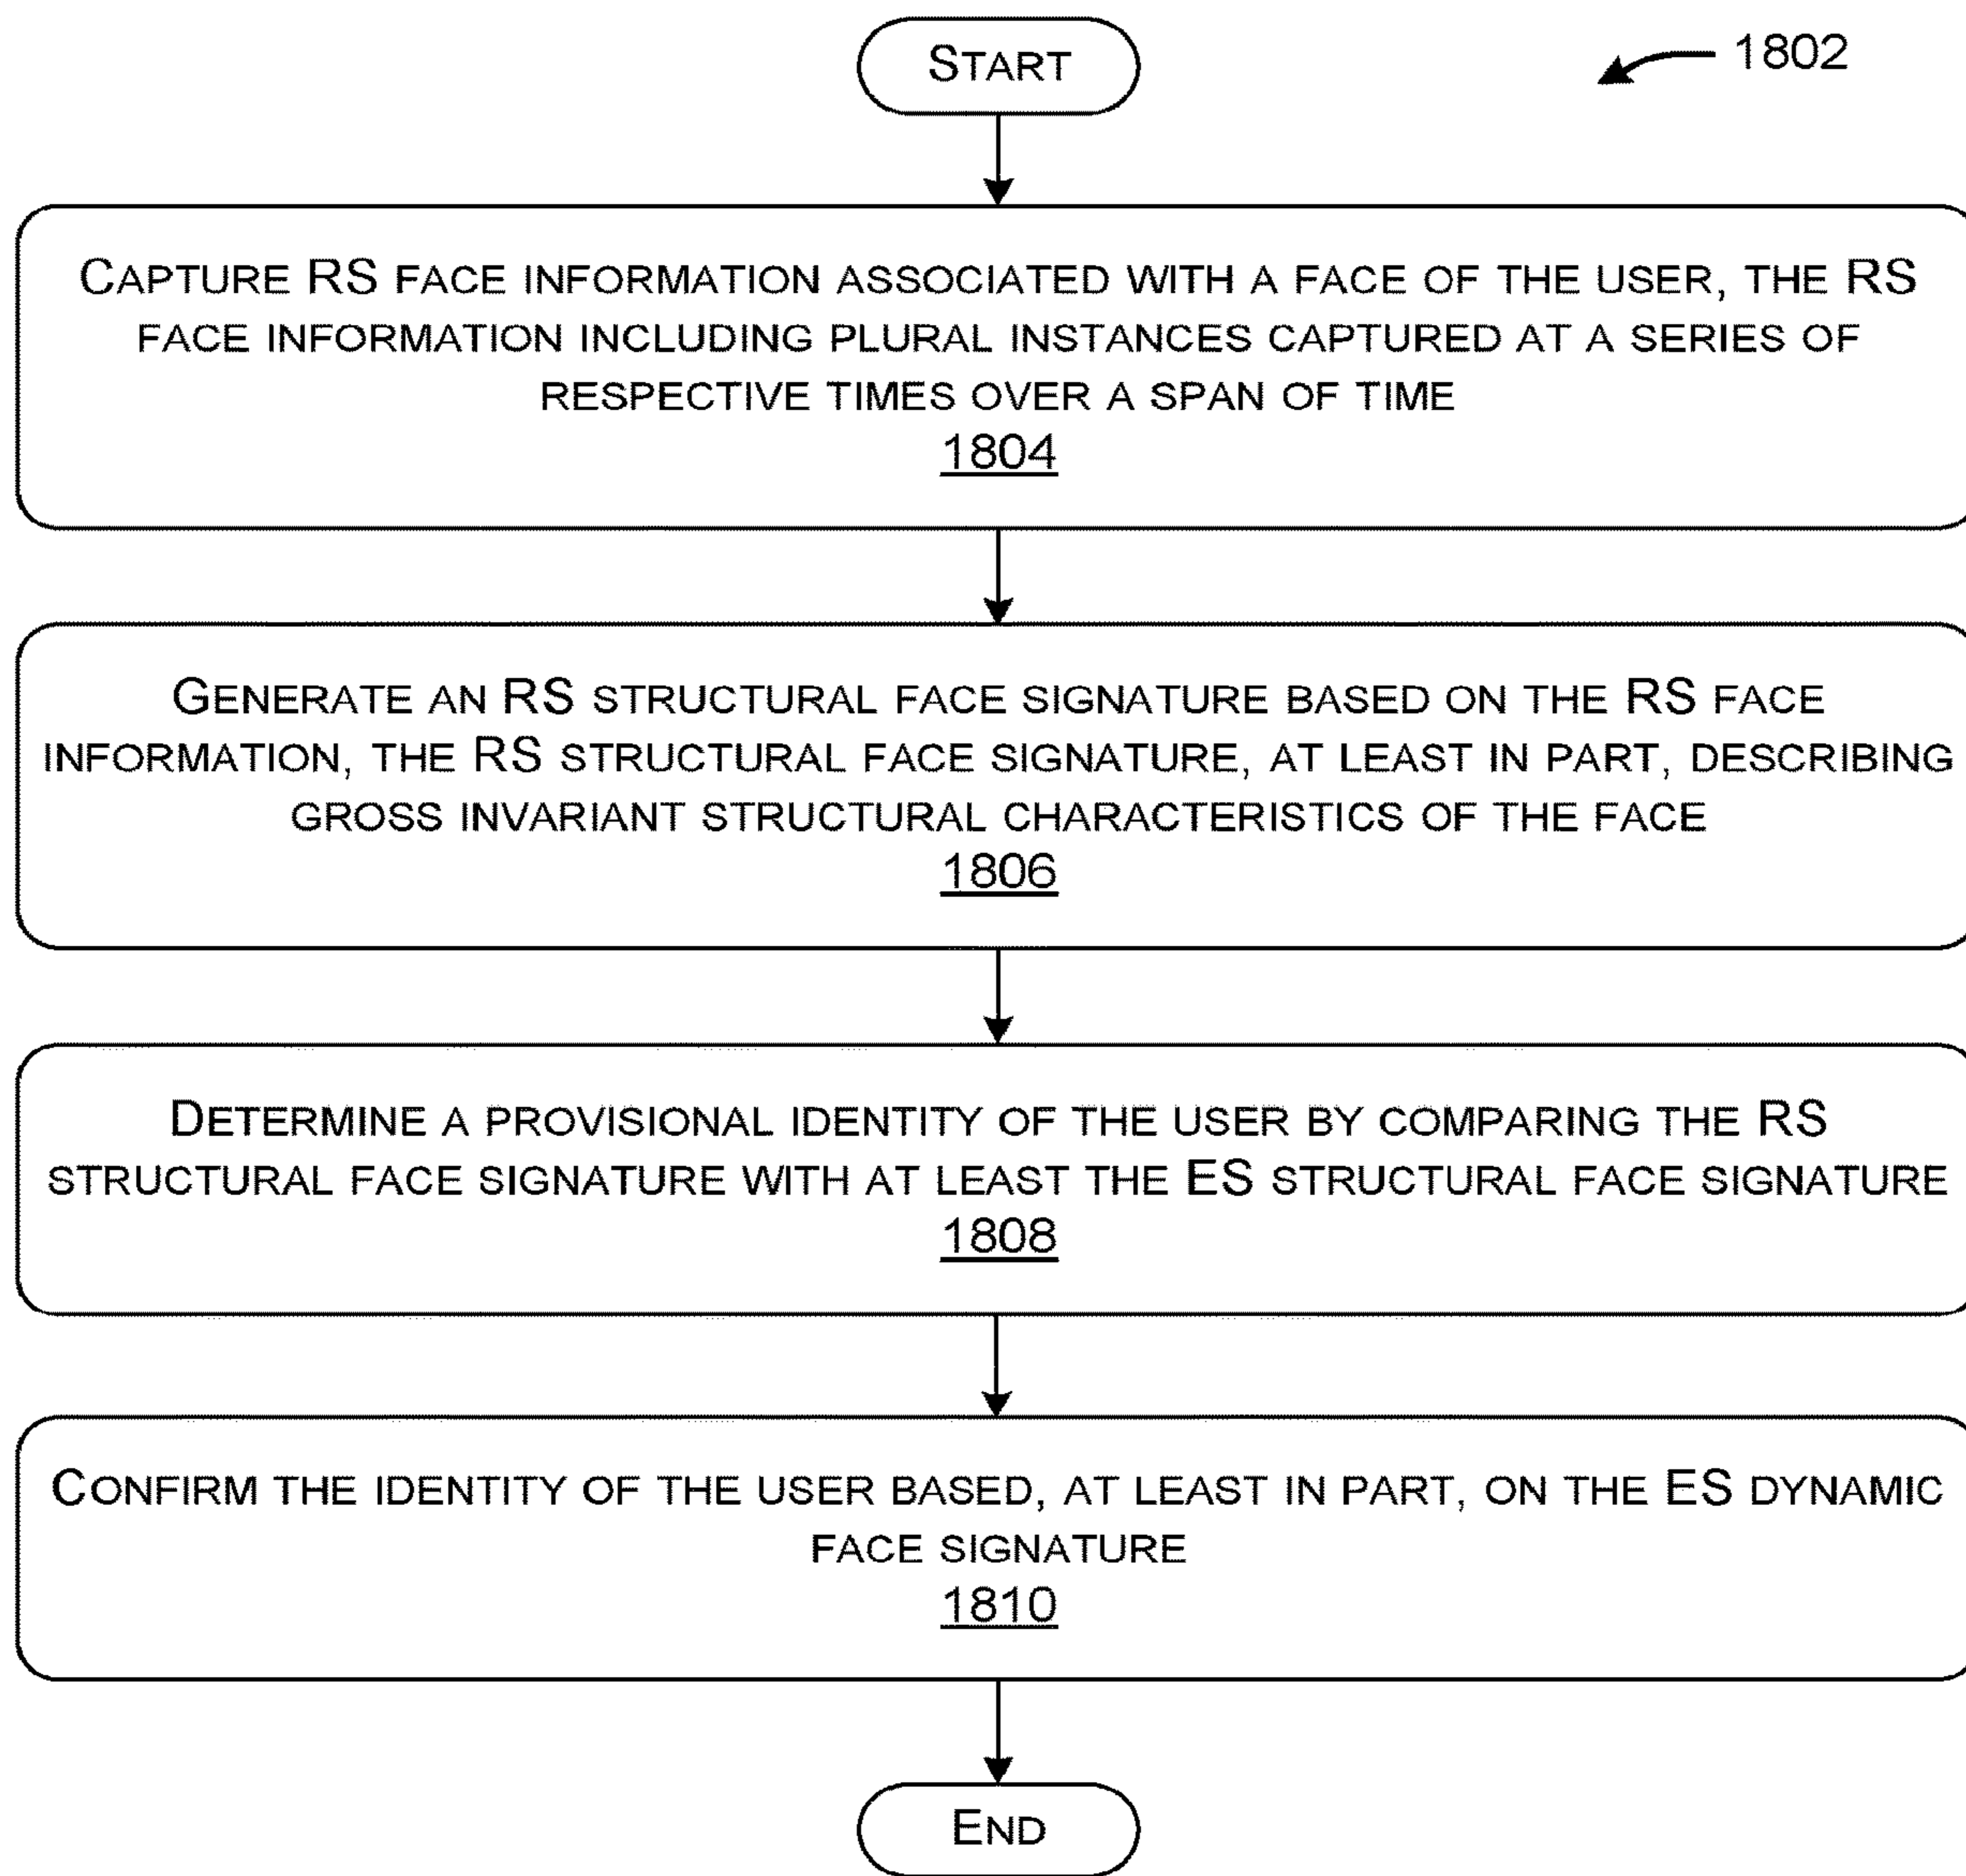 START
1802
CAPTURE RS FACE INFORMATION ASSOCIATED WITH A FACE OF THE USER, THE RS
FACE INFORMATION INCLUDING PLURAL INSTANCES CAPTURED AT A SERIES OF
RESPECTIVE TIMES OVER A SPAN OF TIME
1804
GENERATE AN RS STRUCTURAL FACE SIGNATURE BASED ON THE RS FACE
INFORMATION, THE RS STRUCTURAL FACE SIGNATURE, AT LEAST IN PART, DESCRIBING
GROSS INVARIANT STRUCTURAL CHARACTERISTICS OF THE FACE
1806
DETERMINE A PROVISIONAL IDENTITY OF THE USER BY COMPARING THE RS
STRUCTURAL FACE SIGNATURE WITH AT LEAST THE ES STRUCTURAL FACE SIGNATURE
1808
CONFIRM THE IDENTITY OF THE USER BASED, AT LEAST IN PART, ON THE ES DYNAMIC
FACE SIGNATURE
1810
END